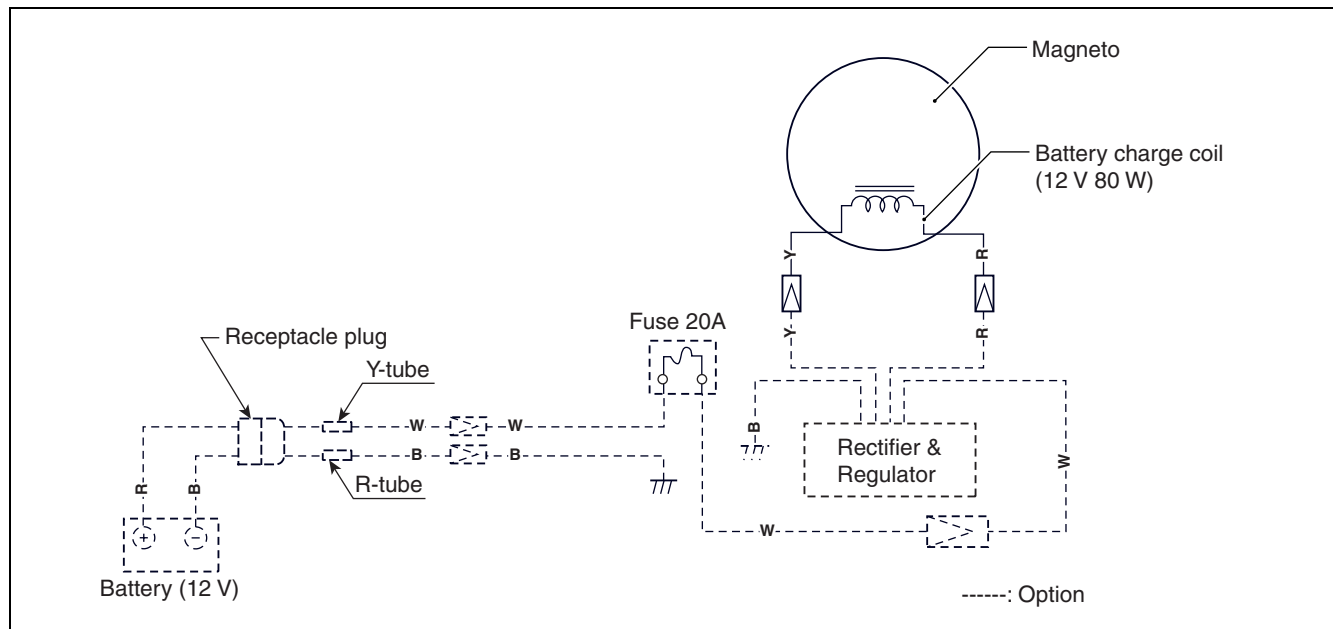 Magneto
Battery charge coil
(12 V 80 W)
Y
R
Fuse 20A
Receptacle plug
Y
R
Y-tube
B
W
W
Rectifier &
Regulator
B
B
W
R-tube
R
B
W
+
−
Battery (12 V)
------: Option